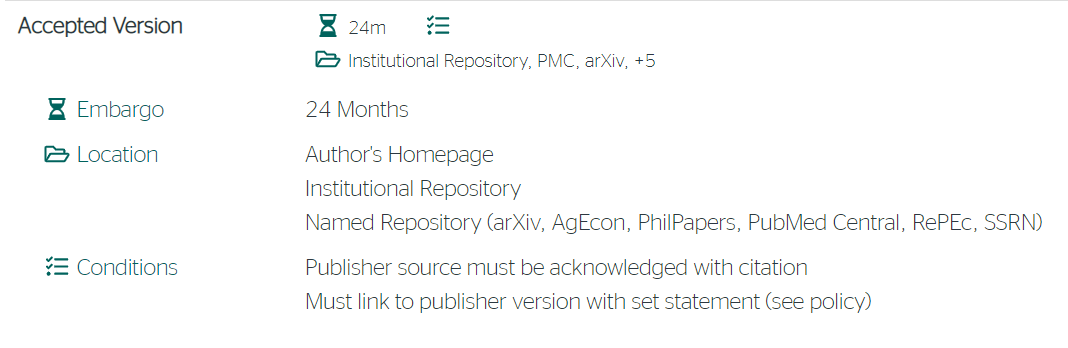 Accepted Version
24m
Institutional Repository, PMC, arXiv, +5
Embargo
24 Months
Location
Author's Homepage
Institutional Repository
Named Repository (arXiv, AgEcon, PhilPapers, PubMed Central, RePEc, SSRN)
Conditions
Publisher source must be acknowledged with citation
Must link to publisher version with set statement (see policy)